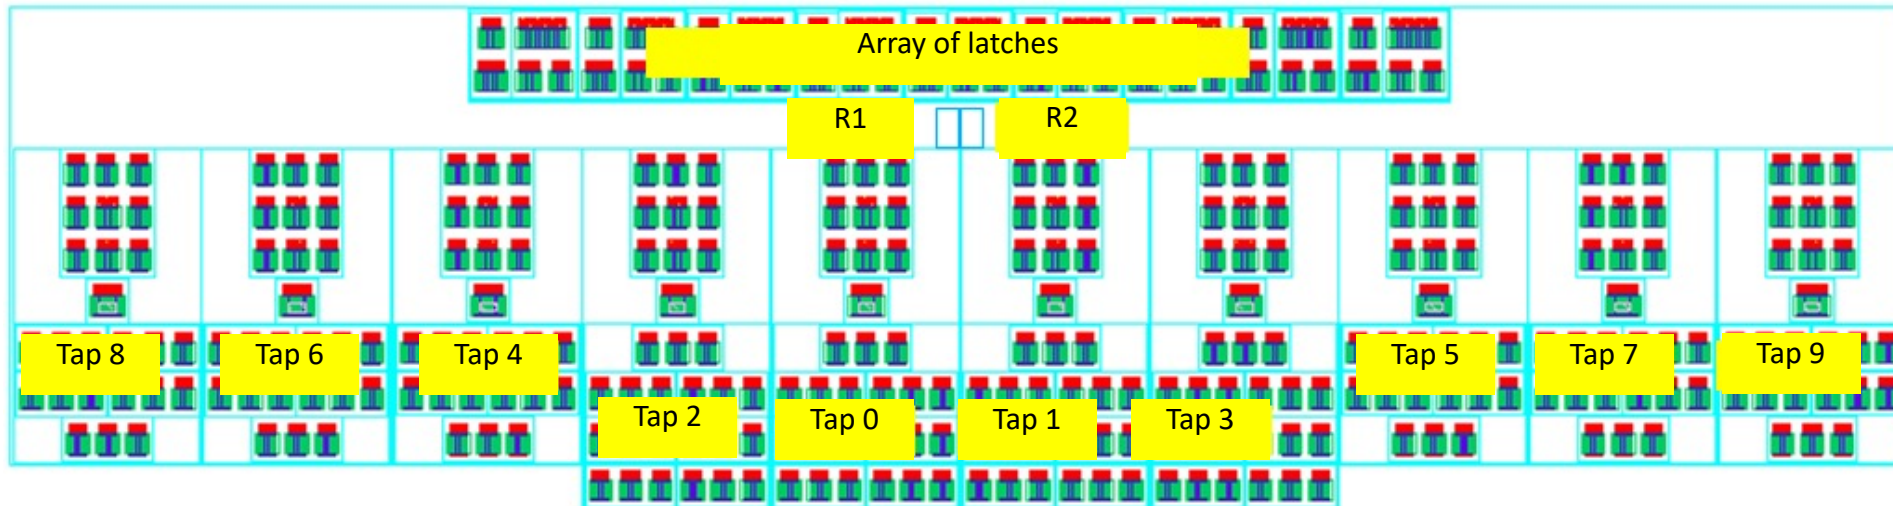 Array of latches
R1
R2
Tap 8
Tap 6
Tap 4
Tap 2
Tap 0
Tap 1
Tap 3
Tap 5
Tap 7
Tap 9